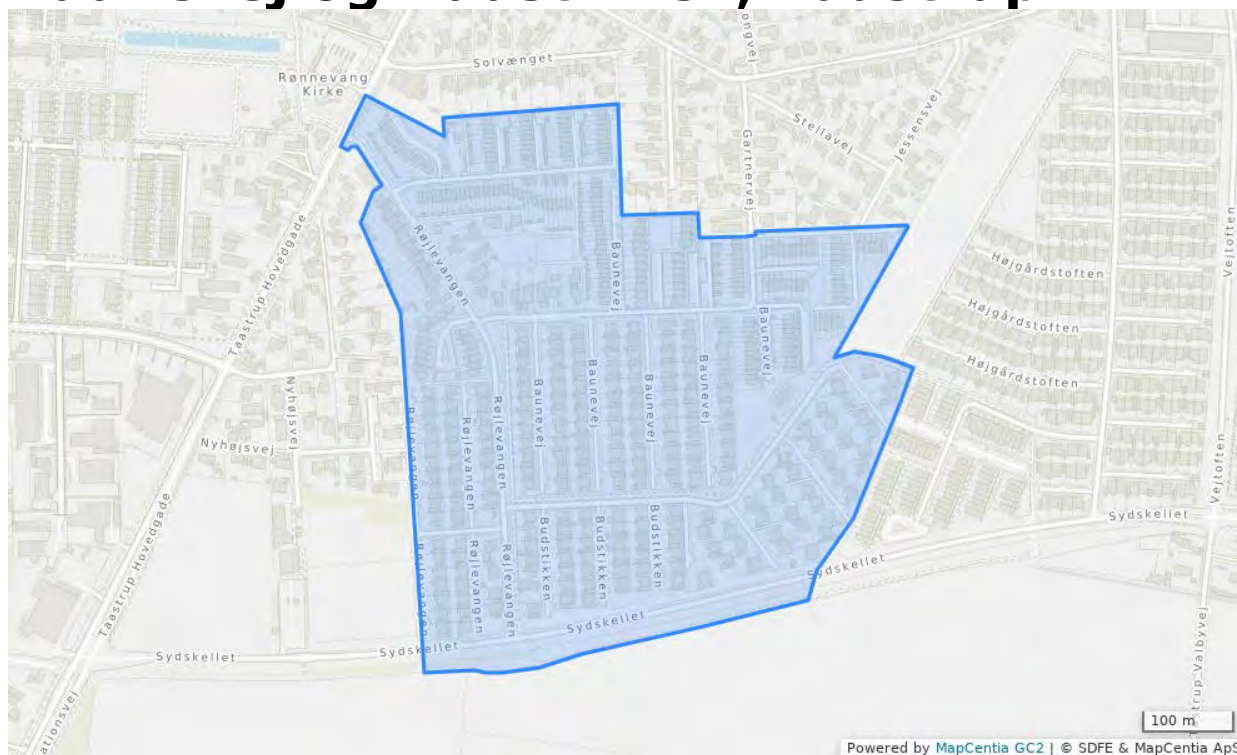 Solvænget
Rønnevang
Kirke
Stellavej
Jessensvej
Gartnervej
Taastrup Hovedgade
Røjlevangen
Baunevej
Vejtoften
Højgårdstoften
Højgårdstoften
Højgårdstoften
Baunevej
Nyhøjsvej
Nyhøjsvej
Baunevej
Baunevej
Baunevej
Baunevej
Røjlevangen
Røjlevangen
Røjlevangen
Vejtoften
Sydskellet
Budstikken
Budstikken
Budstikken
Røjlevangen
Røjlevangen
Røjlevangen
Sydskellet
Taastrup Hovedgade
Sydskellet
Sydskellet
Sydskellet
100 m
Powered by MapCentia GC2 | © SDFE & MapCentia ApS